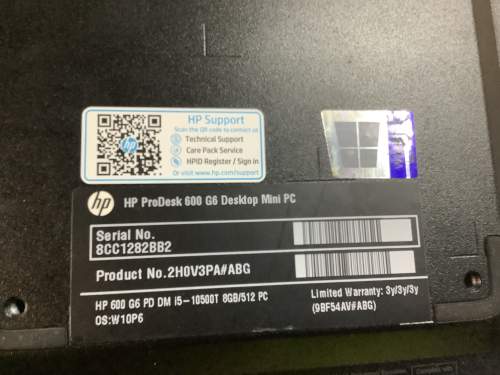 HP Support
Scan the QR code to contact us
Technical Support
Care Pack Service
HPID Register / Sign in
Or visit www.hp.com/support
hp
hp HP ProDesk 600 G6 Desktop Mini PC
Serial No.
8CC1282BB2
Product No.2H0V3PA#ABG
HP 600 G6 PD DM i5-10500T 8GB/512 PC
OS:W10P6
Limited Warranty: 3y/3y/3y
(9BF54AV#ABG)